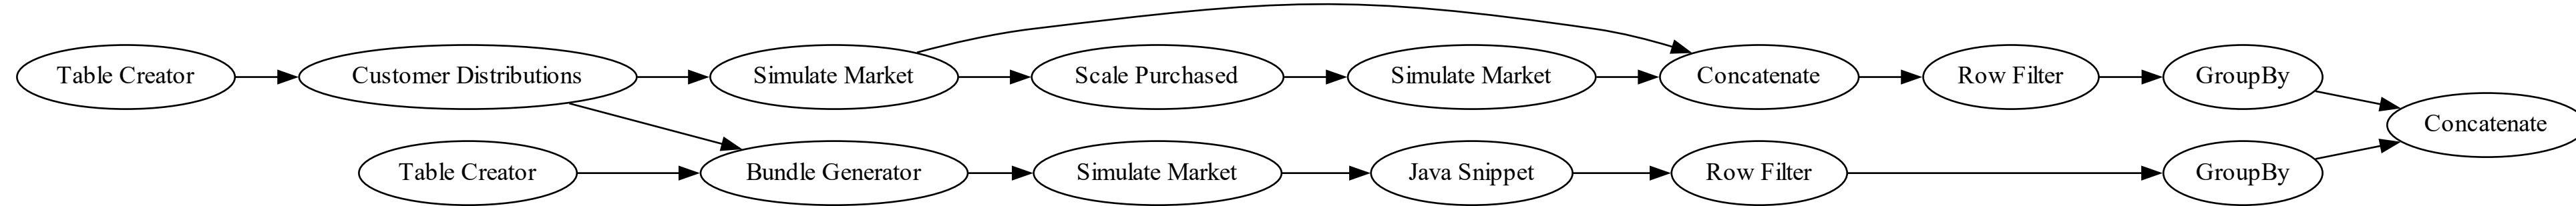 Table Creator
Customer Distributions
Simulate Market
Scale Purchased
Simulate Market
Concatenate
Row Filter
GroupBy
Concatenate
Table Creator
Bundle Generator
Simulate Market
Java Snippet
Row Filter
GroupBy